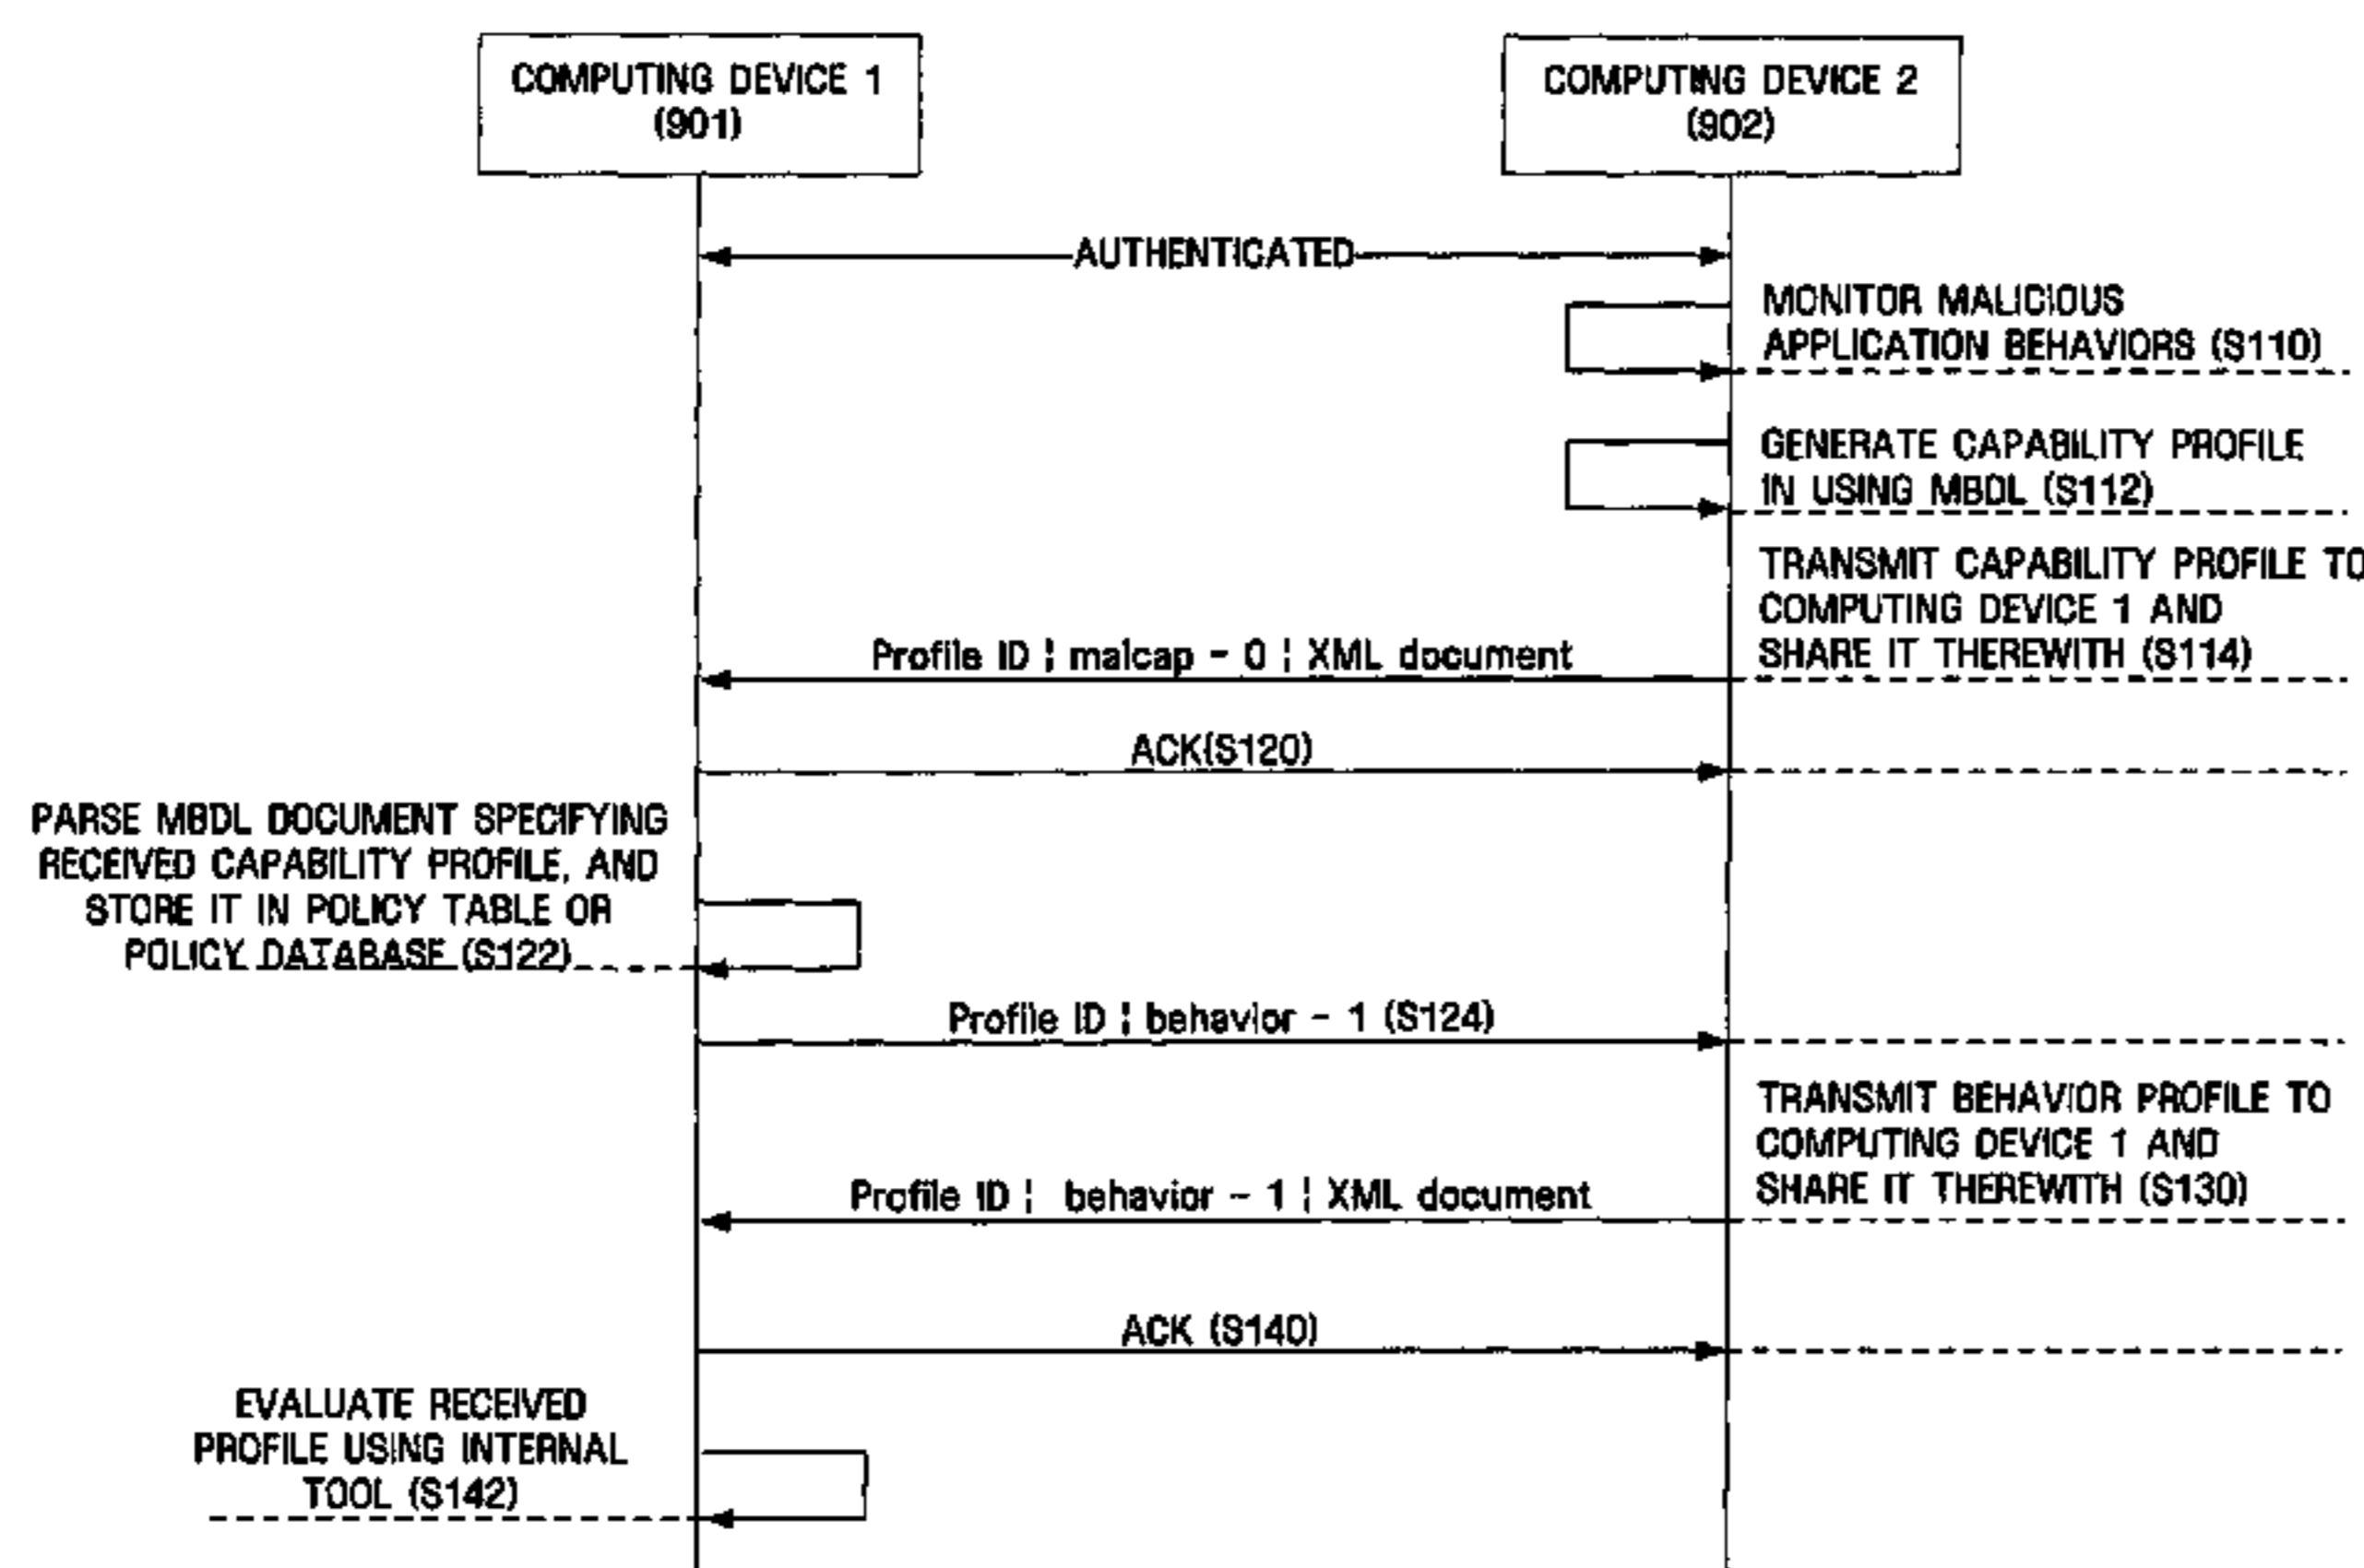 COMPUTING DEVICE 1
(901)
COMPUTING DEVICE 2
(902)
AUTHENTICATED
MONITOR MALICIOUS
APPLICATION BEHAVIORS (S110)
GENERATE CAPABILITY PROFILE
IN USING MBDL (S112)
TRANSMIT CAPABILITY PROFILE TO
COMPUTING DEVICE 1 AND
SHARE IT THEREWITH (S114)
Profile ID ¦ malcap - 0 ¦ XML document
ACK(S120)
PARSE MBDL DOCUMENT SPECIFYING
RECEIVED CAPABILITY PROFILE, AND
STORE IT IN POLICY TABLE OR
POLICY DATABASE (S122)
Profile ID ¦ behavior - 1 (S124)
TRANSMIT BEHAVIOR PROFILE TO
COMPUTING DEVICE 1 AND
SHARE IT THEREWITH (S130)
Profile ID ¦ behavior - 1 ¦ XML document
ACK (S140)
EVALUATE RECEIVED
PROFILE USING INTERNAL
TOOL (S142)